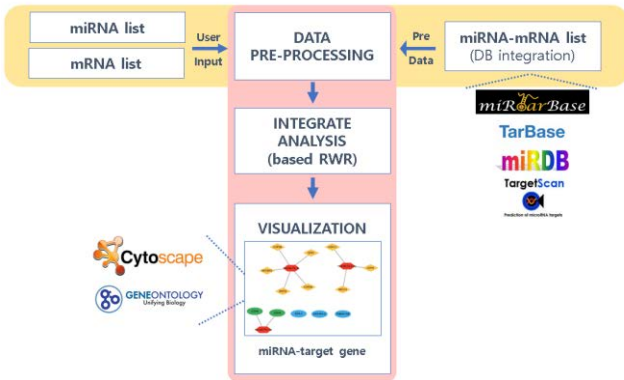 miRNA list
mRNA list
User
Input
DATA
PRE-PROCESSING
Pre
Data
miRNA-mRNA list
(DB integration)
miRTarBase
TarBase
miRDB
TargetScan
Prediction of microRNA targets
INTEGRATE
ANALYSIS
(based RWR)
VISUALIZATION
Cytoscape
GENEONTOLOGY
Unifying Biology
miRNA-target gene